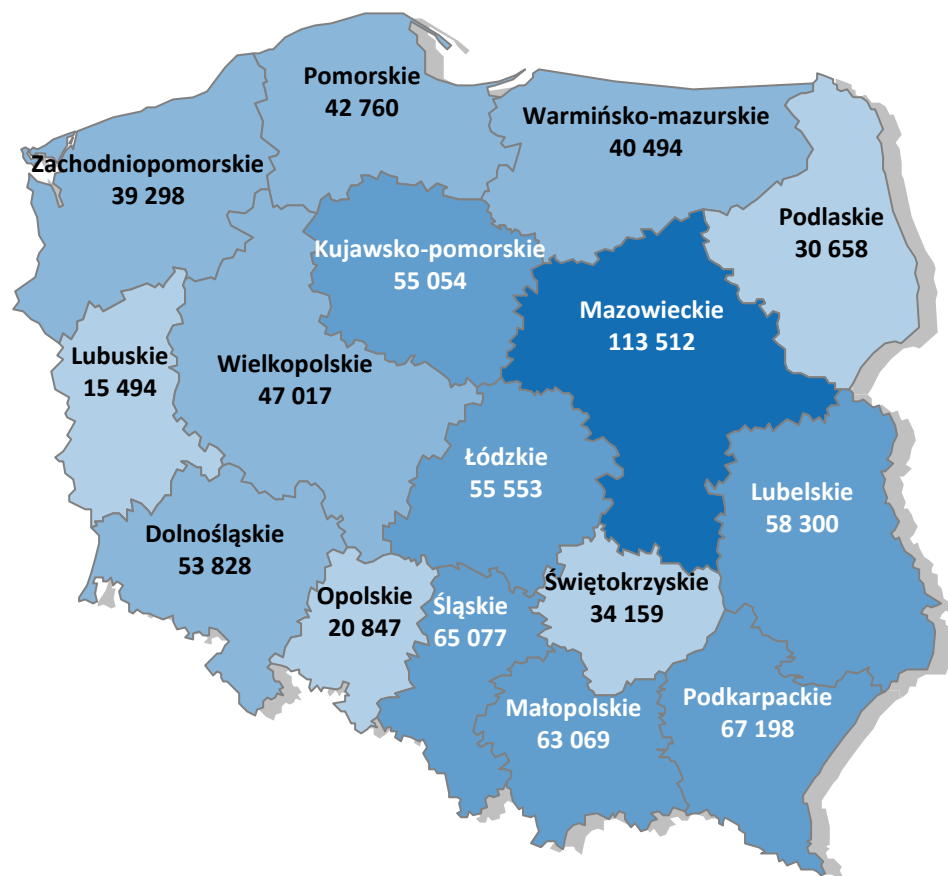 Pomorskie
42 760
Warmińsko-mazurskie
40 494
Zachodniopomorskie
39 298
Podlaskie
30 658
Kujawsko-pomorskie
55 054
Mazowieckie
113 512
Lubuskie
15 494
Wielkopolskie
47 017
Łódzkie
55 553
Lubelskie
58 300
Dolnośląskie
53 828
Opolskie
20 847
Śląskie
65 077
Świętokrzyskie
34 159
Małopolskie
63 069
Podkarpackie
67 198